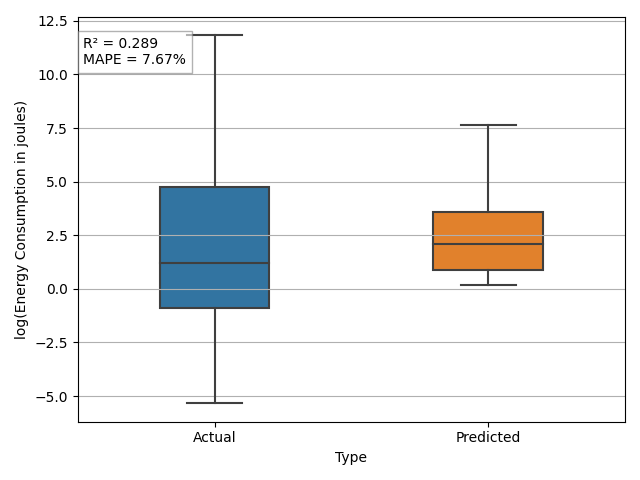 R² = 0.289
MAPE = 7.67%
12.5
10.0
7.5
5.0
2.5
0.0
−2.5
−5.0
log(Energy Consumption in joules)
Actual
Predicted
Type